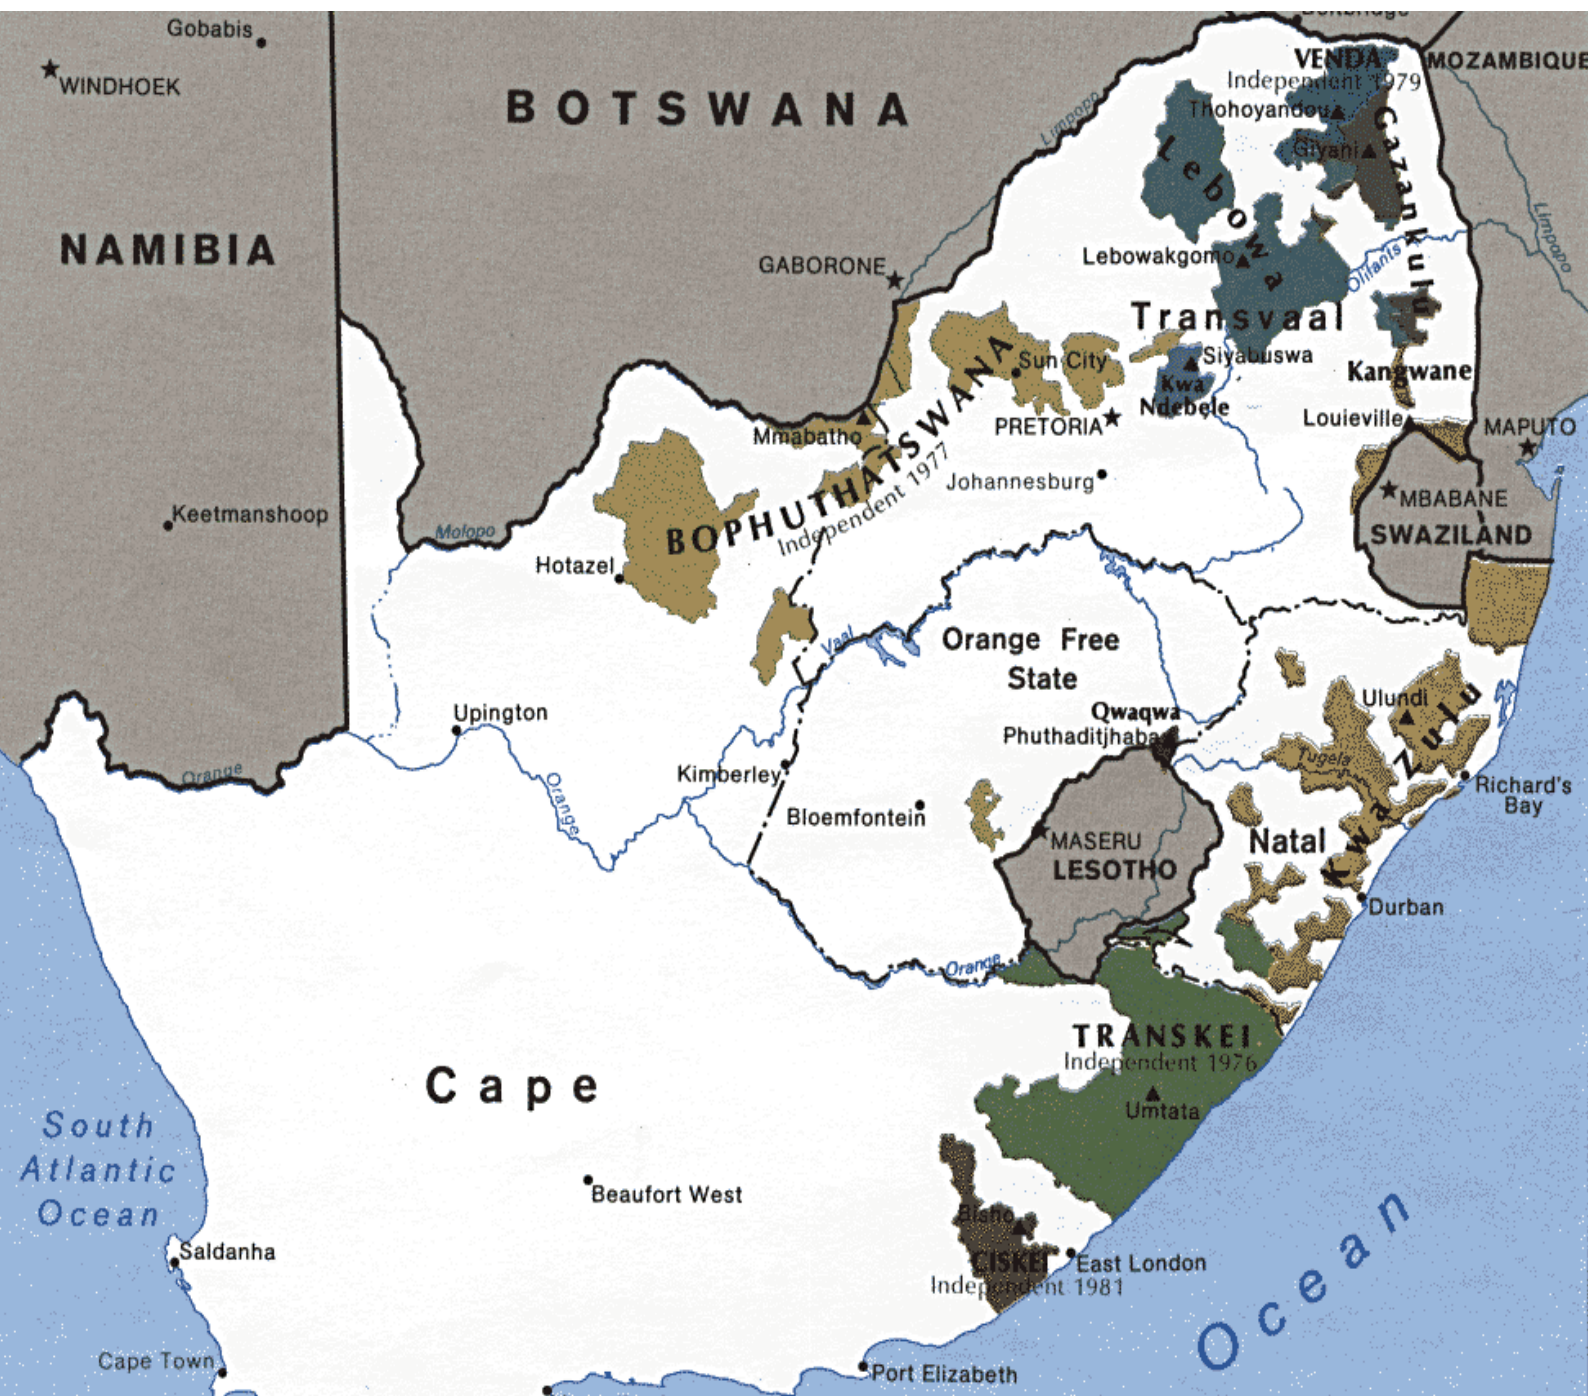 Gobabis
WINDHOEK
BOTSWANA
VENDA
Independent 1979
MOZAMBIQUE
Thohoyandou
Giyani
Gazankulu
Limpopo
Lebowa
NAMIBIA
GABORONE
Lebowakgomo
Olifants
Limpopo
Transvaal
Sun City
Siyabuswa
Kwa
Ndebele
Kangwane
Louieville
MAPUTO
PRETORIA
Mmabatho
BOPHUTHATSWANA
Independent 1977
Johannesburg
MBABANE
SWAZILAND
Keetmanshoop
Molopo
Hotazel
Vaal
Orange Free
State
Qwaqwa
Phuthaditjhaba
Ulundi
Kwa Zulu
Tugela
Richard's
Bay
Upington
Orange
Orange
Kimberley
Bloemfontein
MASERU
LESOTHO
Natal
Durban
Orange
TRANSKEI
Independent 1976
Umtata
Cape
South
Atlantic
Ocean
Beaufort West
Bisho
CISKEI
Independent 1981
East London
Saldanha
Cape Town
Port Elizabeth
Ocean